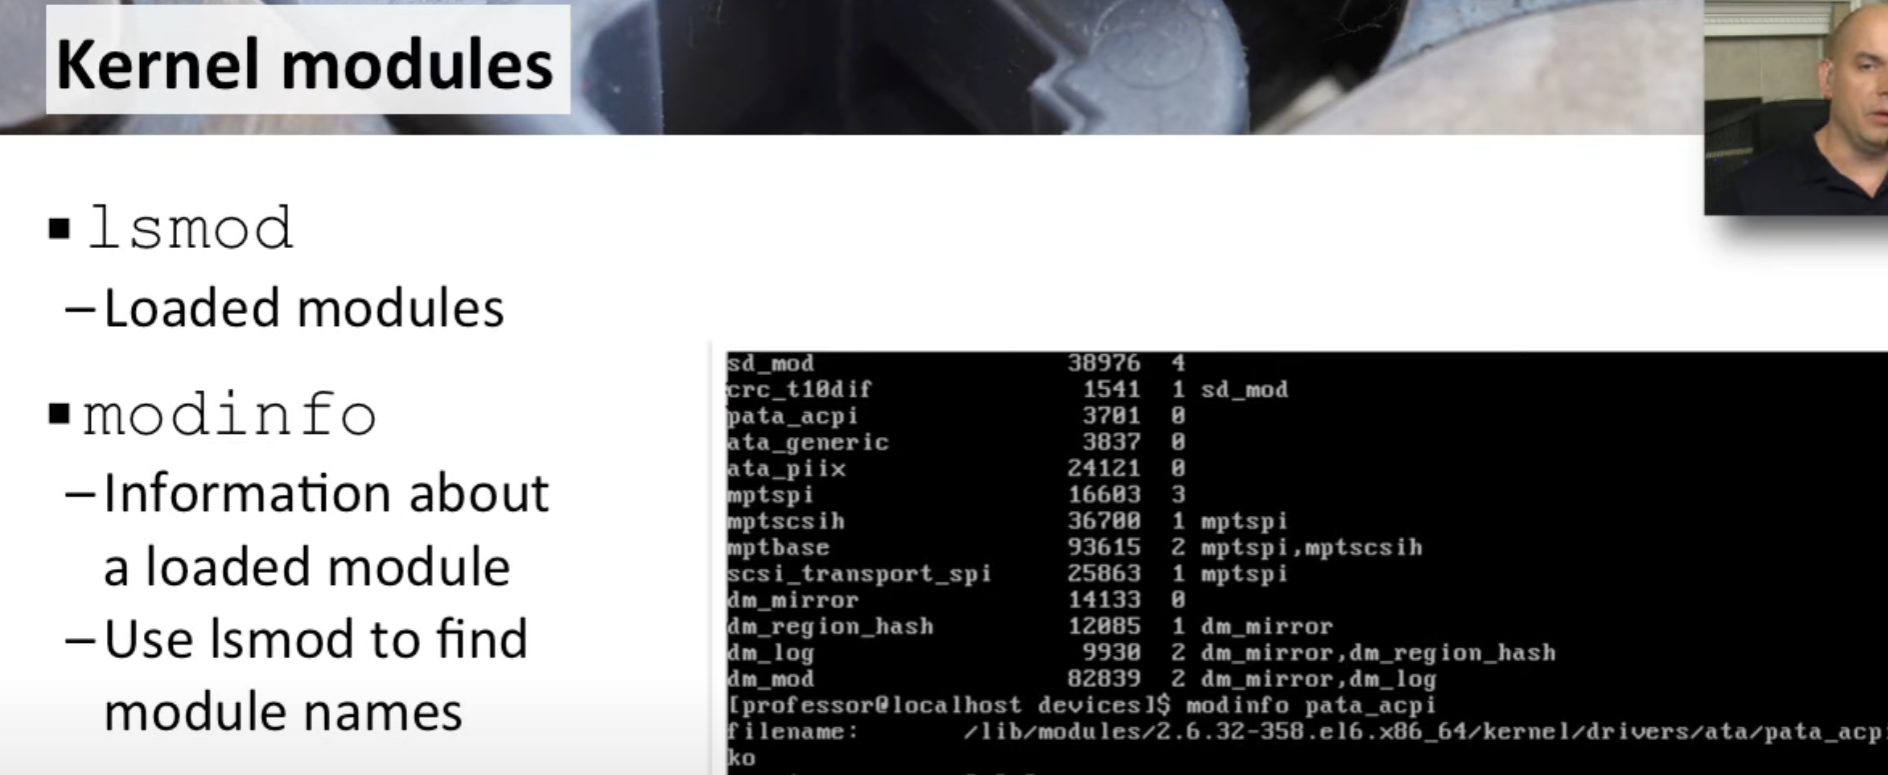 Kernel modules
▪ lsmod
– Loaded modules
▪ modinfo
– Information about
a loaded module
– Use lsmod to find
module names
sd_mod 38976 4
crc_t10dif 1541 1 sd_mod
pata_acpi 3701 0
ata_generic 3837 0
ata_piix 24121 0
mptspi 16603 3
mptscsih 36700 1 mptspi
mptbase 93615 2 mptspi,mptscsih
scsi_transport_spi 25863 1 mptspi
dm_mirror 14133 0
dm_region_hash 12085 1 dm_mirror
dm_log 9930 2 dm_mirror,dm_region_hash
dm_mod 82839 2 dm_mirror,dm_log
[professor@localhost devices]$ modinfo pata_acpi
filename: /lib/modules/2.6.32-358.el6.x86_64/kernel/drivers/ata/pata_acp
ko